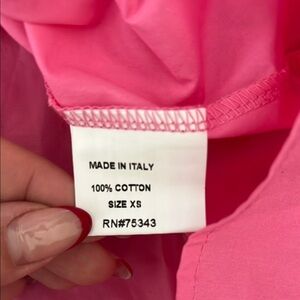 MADE IN ITALY
100% COTTON
SIZE XS
RN#75343